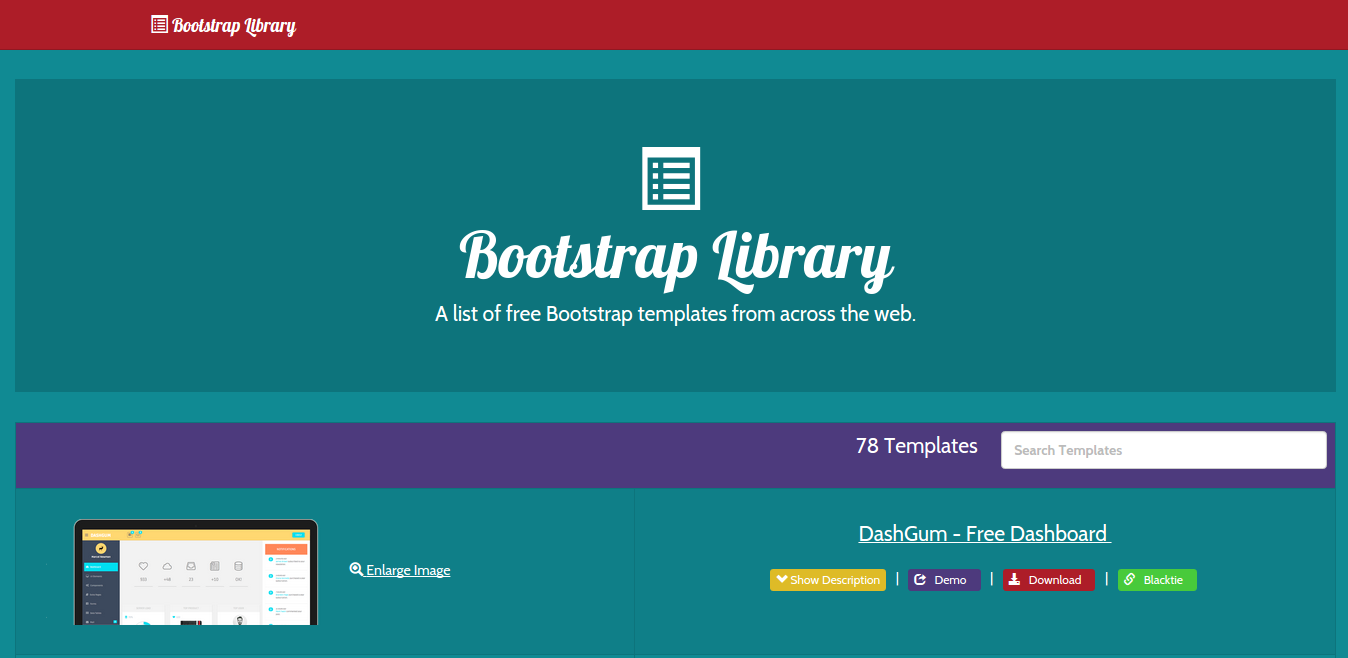 Bootstrap Library
Bootstrap Library
A list of free Bootstrap templates from across the web.
78 Templates
Search Templates
DashGum - Free Dashboard
Enlarge Image
Show Description | Demo | Download | Blacktie